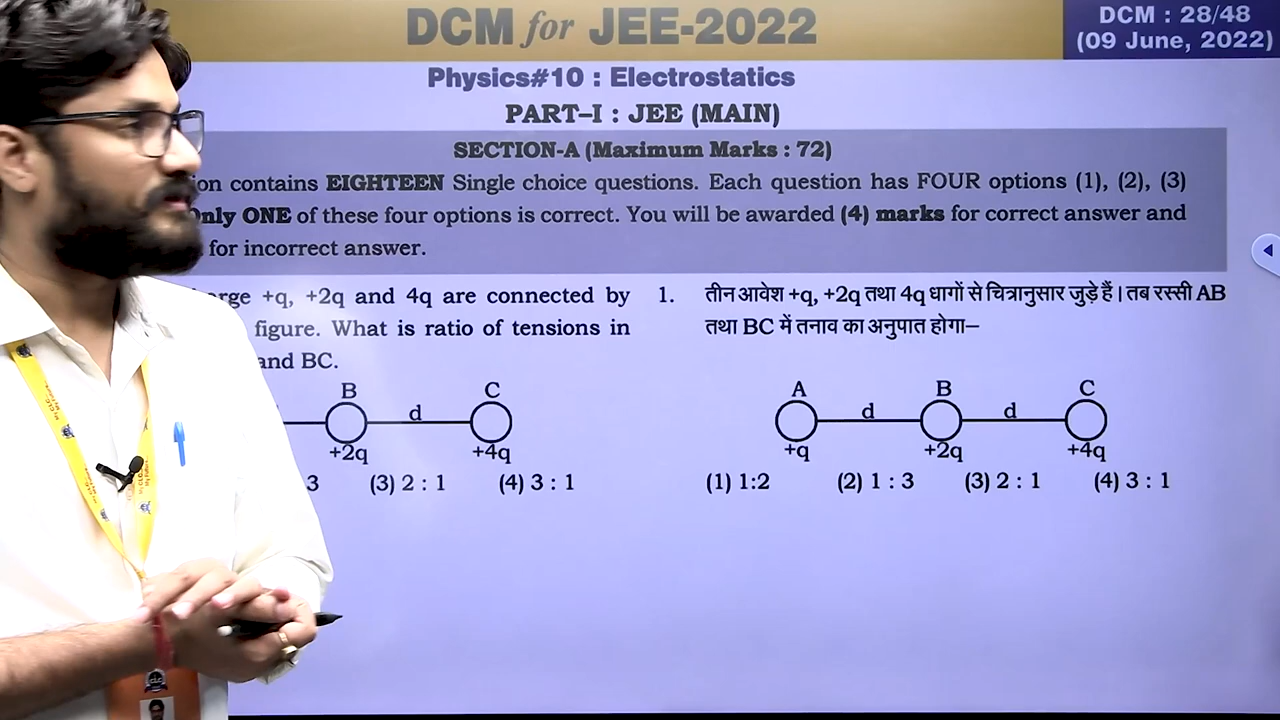 DCM for JEE-2022
DCM : 28/48
(09 June, 2022)
Physics#10 : Electrostatics
PART–I : JEE (MAIN)
SECTION-A (Maximum Marks : 72)
contains EIGHTEEN Single choice questions. Each question has FOUR options (1), (2), (3)
Only ONE of these four options is correct. You will be awarded (4) marks for correct answer and
for incorrect answer.
+q, +2q and 4q are connected by
figure. What is ratio of tensions in
and BC.
B
C
d
+2q
+4q
3 (3) 2 : 1 (4) 3 : 1
1. तीन आवेश +q, +2q तथा 4q धागों से चित्रानुसार जुड़े हैं। तब रस्सी AB
तथा BC में तनाव का अनुपात होगा–
A
B
C
d
d
+q
+2q
+4q
(1) 1:2 (2) 1 : 3 (3) 2 : 1 (4) 3 : 1